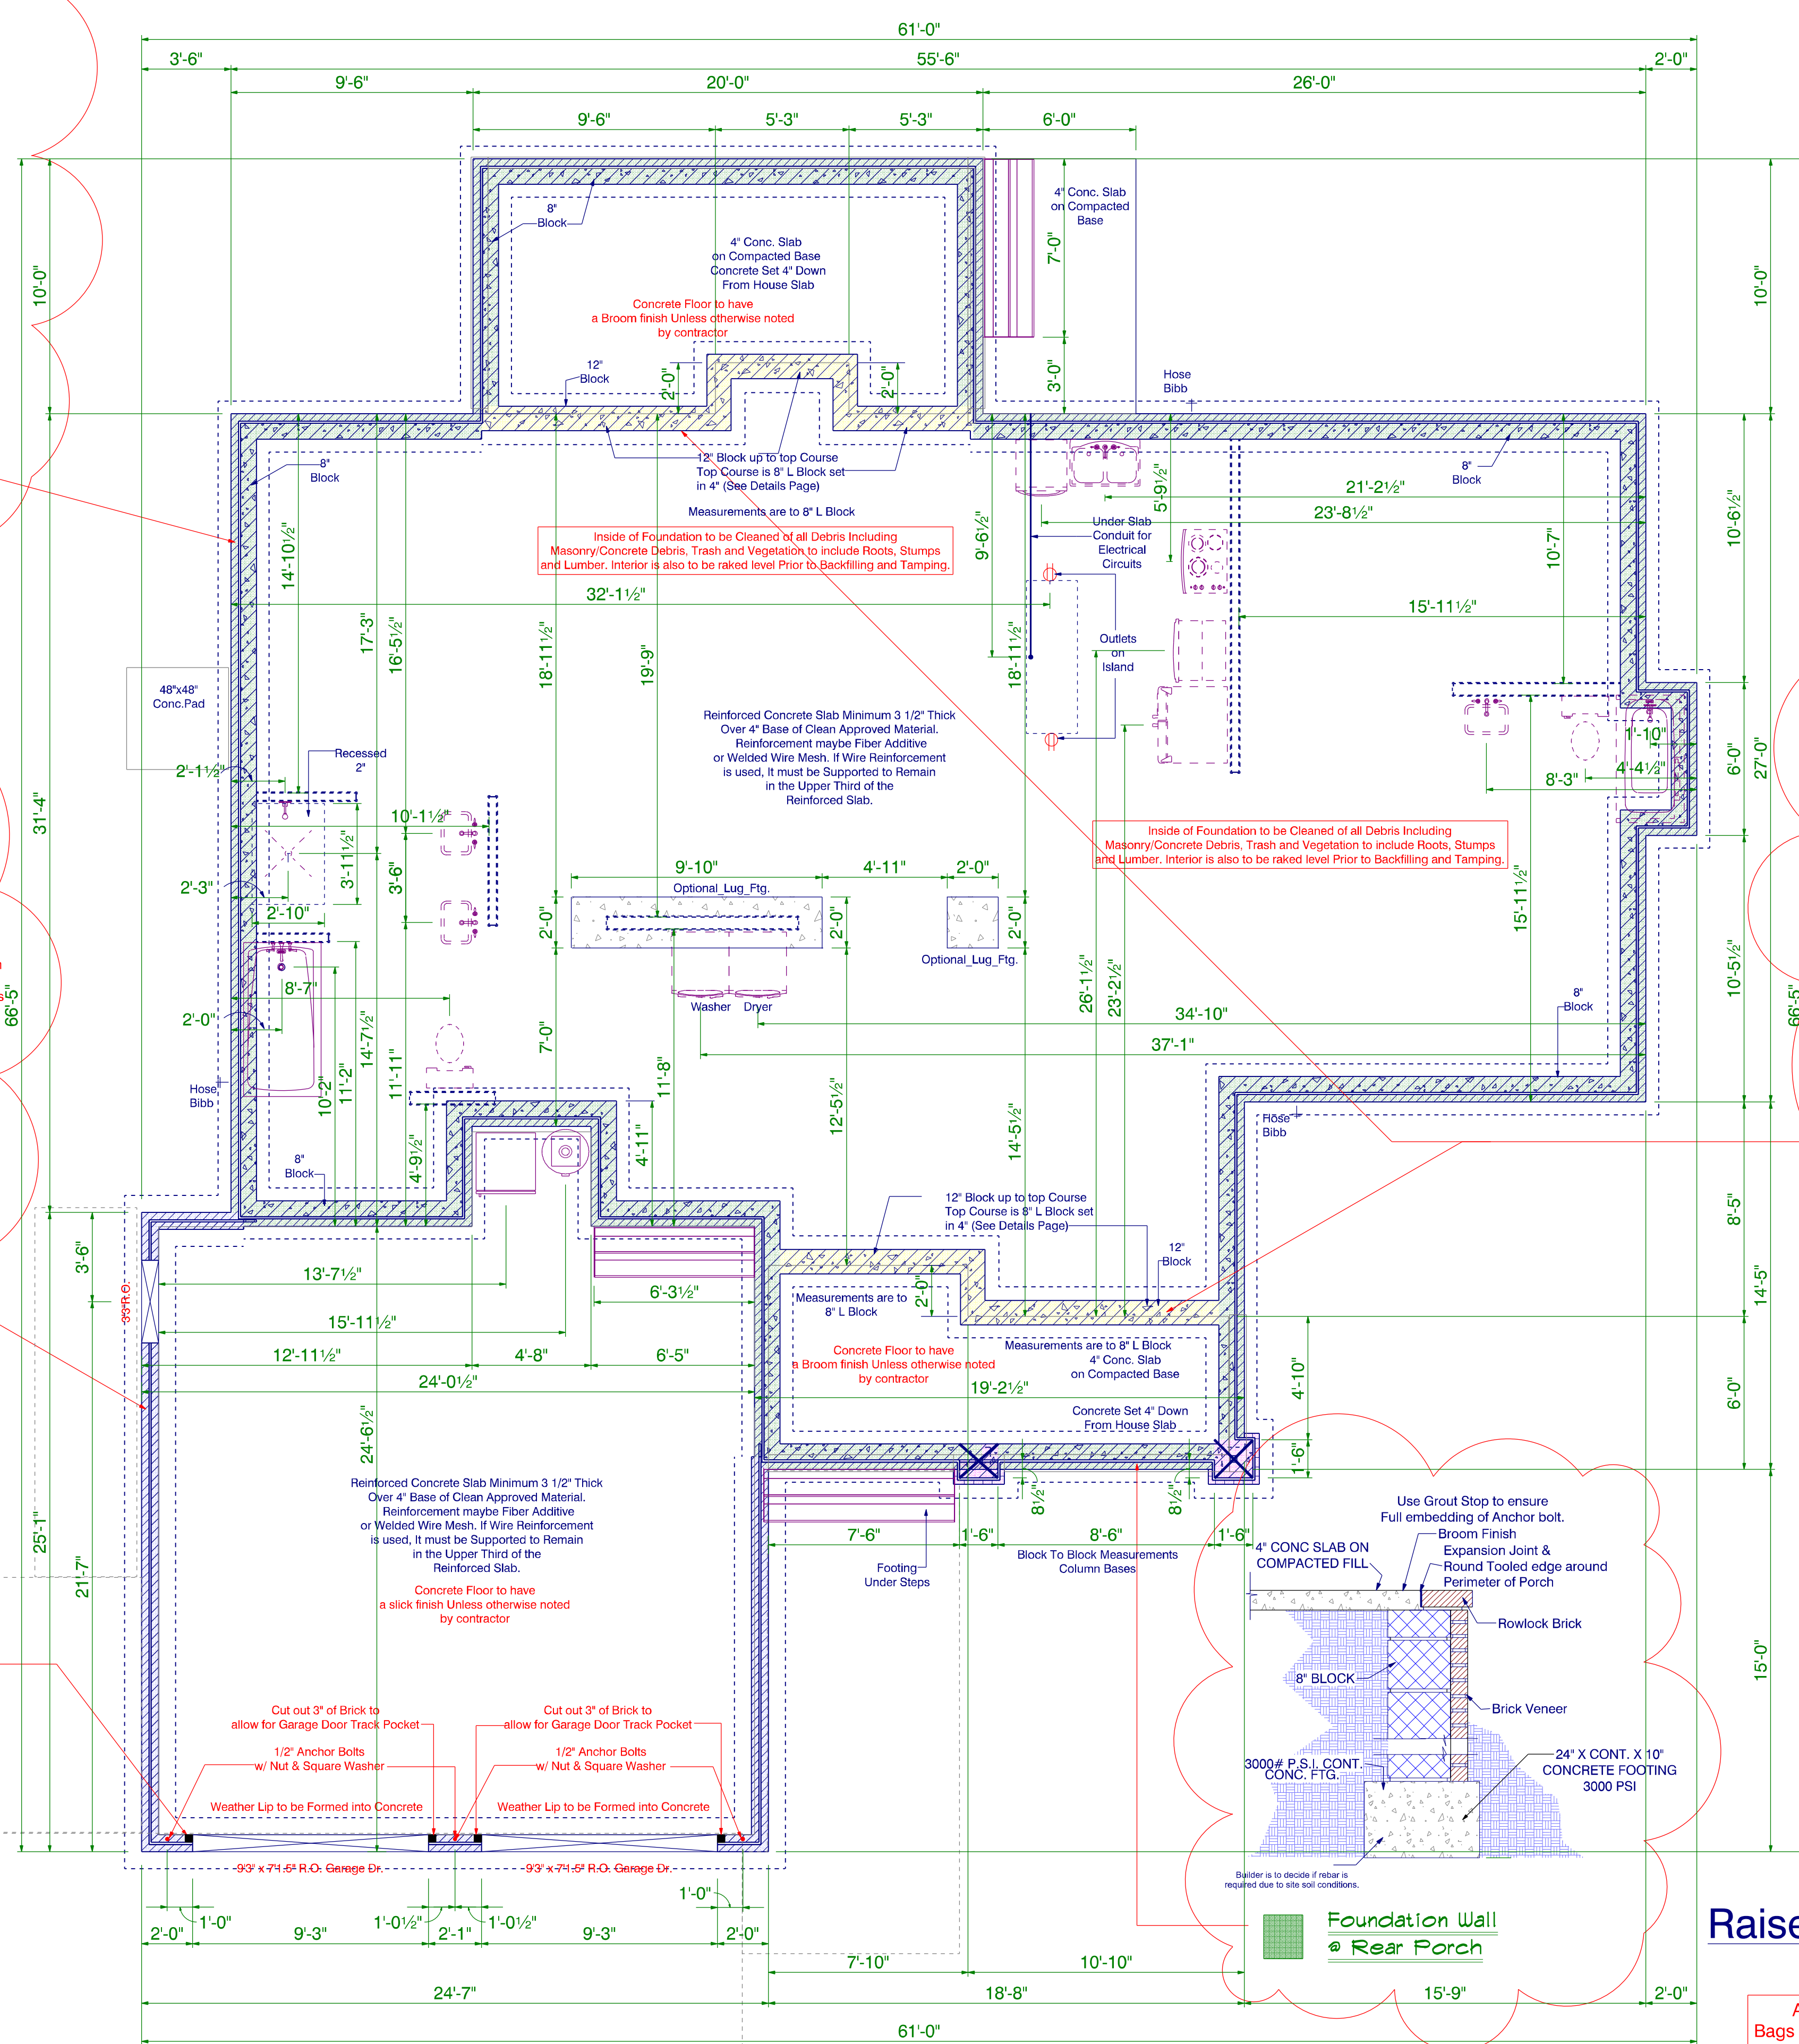 61'-0"
3'-6"
55'-6"
2'-0"
9'-6"
20'-0"
26'-0"
9'-6"
5'-3"
5'-3"
6'-0"
10'-0"
8"
Block
4" Conc. Slab
on Compacted Base
Concrete Set 4" Down
From House Slab
Concrete Floor to have
a Broom finish Unless otherwise noted
by contractor
4" Conc. Slab
on Compacted
Base
7'-0"
3'-0"
10'-0"
12"
Block
2'-0"
2'-0"
Hose
Bibb
8"
Block
12" Block up to top Course
Top Course is 8" L Block set
in 4" (See Details Page)
Measurements are to 8" L Block
8"
Block
21'-2½"
23'-8½"
5'-9½"
14'-10½"
17'-3"
16'-5½"
18'-11½"
19'-9"
9'-6½"
18'-11½"
10'-7"
10'-6½"
Inside of Foundation to be Cleaned of all Debris Including
Masonry/Concrete Debris, Trash and Vegetation to include Roots, Stumps
and Lumber. Interior is also to be raked level Prior to Backfilling and Tamping.
Under Slab
Conduit for
Electrical
Circuits
32'-1½"
15'-11½"
Outlets
on
Island
48"x48"
Conc.Pad
Recessed
2"
2'-1½"
Reinforced Concrete Slab Minimum 3 1/2" Thick
Over 4" Base of Clean Approved Material.
Reinforcement maybe Fiber Additive
or Welded Wire Mesh. If Wire Reinforcement
is used, It must be Supported to Remain
in the Upper Third of the
Reinforced Slab.
1'-10"
4'-4½"
8'-3"
6'-0"
27'-0"
31'-4"
10'-1½"
3'-11½"
3'-6"
2'-3"
2'-10"
Inside of Foundation to be Cleaned of all Debris Including
Masonry/Concrete Debris, Trash and Vegetation to include Roots, Stumps
and Lumber. Interior is also to be raked level Prior to Backfilling and Tamping.
9'-10"
4'-11"
2'-0"
Optional_Lug_Ftg.
2'-0"
2'-0"
2'-0"
Optional_Lug_Ftg.
15'-11½"
10'-5½"
66'-5"
66'-5"
8'-7"
2'-0"
Washer
Dryer
26'-1½"
23'-2½"
8"
Block
34'-10"
37'-1"
10'-2"
11'-2"
14'-7½"
11'-11"
7'-0"
11'-8"
12'-5½"
14'-5½"
Hose
Bibb
Hose
Bibb
4'-9½"
4'-11"
8"
Block
12" Block up to top Course
Top Course is 8" L Block set
in 4" (See Details Page)
12"
Block
8'-5"
14'-5"
3'-6"
3'3"R.O.
13'-7½"
6'-3½"
15'-11½"
12'-11½"
4'-8"
6'-5"
24'-0½"
Measurements are to
8" L Block
2'-0"
Concrete Floor to have
a Broom finish Unless otherwise noted
by contractor
Measurements are to 8" L Block
4" Conc. Slab
on Compacted Base
19'-2½"
Concrete Set 4" Down
From House Slab
4'-10"
6'-0"
1'-6"
24'-6½"
8½"
8½"
Reinforced Concrete Slab Minimum 3 1/2" Thick
Over 4" Base of Clean Approved Material.
Reinforcement maybe Fiber Additive
or Welded Wire Mesh. If Wire Reinforcement
is used, It must be Supported to Remain
in the Upper Third of the
Reinforced Slab.
Concrete Floor to have
a slick finish Unless otherwise noted
by contractor
25'-1"
21'-7"
7'-6"
1'-6"
8'-6"
1'-6"
Block To Block Measurements
Column Bases
Footing
Under Steps
Use Grout Stop to ensure
Full embedding of Anchor bolt.
Broom Finish
4" CONC SLAB ON
COMPACTED FILL
Expansion Joint &
Round Tooled edge around
Perimeter of Porch
Rowlock Brick
8" BLOCK
Brick Veneer
3000# P.S.I. CONT.
CONC. FTG.
24" X CONT. X 10"
CONCRETE FOOTING
3000 PSI
Builder is to decide if rebar is
required due to site soil conditions.
Foundation Wall
@ Rear Porch
15'-0"
Cut out 3" of Brick to
allow for Garage Door Track Pocket
Cut out 3" of Brick to
allow for Garage Door Track Pocket
1/2" Anchor Bolts
w/ Nut & Square Washer
1/2" Anchor Bolts
w/ Nut & Square Washer
Weather Lip to be Formed into Concrete
Weather Lip to be Formed into Concrete
9'3" x 7'1.5" R.O. Garage Dr.
9'3" x 7'1.5" R.O. Garage Dr.
1'-0"
1'-0"
1'-0½"
1'-0½"
2'-0"
9'-3"
2'-1"
9'-3"
2'-0"
7'-10"
10'-10"
24'-7"
18'-8"
15'-9"
2'-0"
61'-0"
Raise
A
Bags